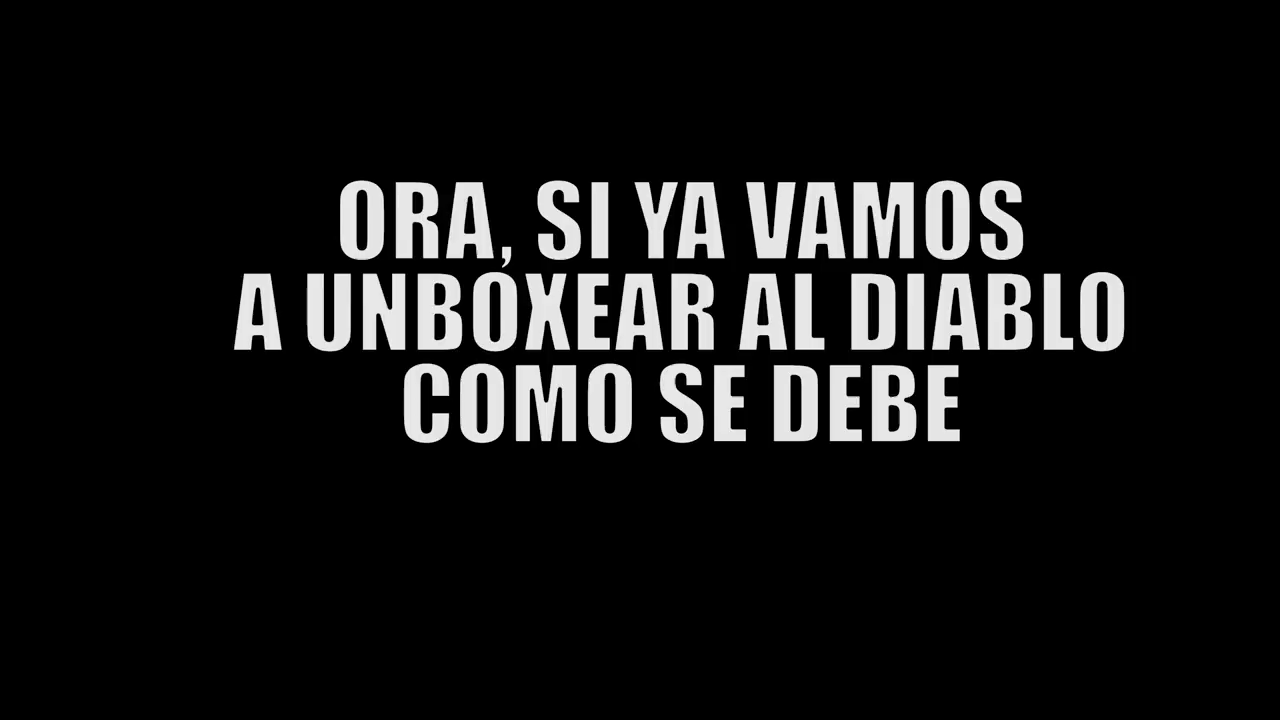 ORA, SI YA VAMOS
A UNBOXEAR AL DIABLO
COMO SE DEBE